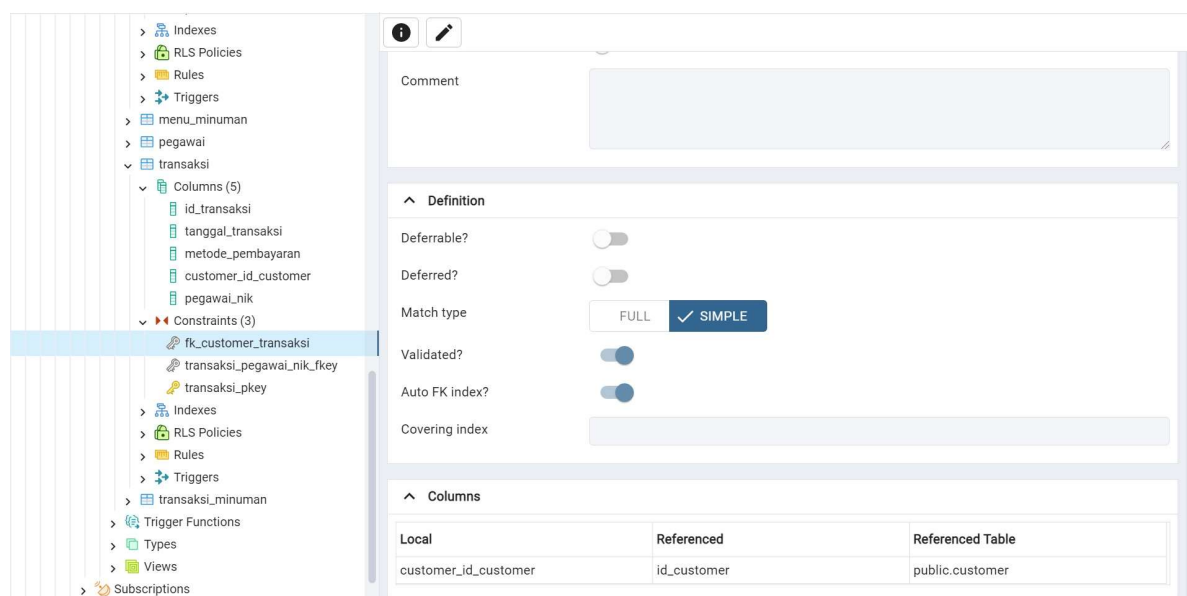 Indexes
RLS Policies
Rules
Triggers
menu_minuman
pegawai
transaksi
Columns (5)
id_transaksi
tanggal_transaksi
metode_pembayaran
customer_id_customer
pegawai_nik
Constraints (3)
fk_customer_transaksi
transaksi_pegawai_nik_fkey
transaksi_pkey
Indexes
RLS Policies
Rules
Triggers
transaksi_minuman
Trigger Functions
Types
Views
Subscriptions
Comment
Definition
Deferrable?
Deferred?
Match type FULL SIMPLE
Validated?
Auto FK index?
Covering index
Columns
Local Referenced Referenced Table
customer_id_customer id_customer public.customer